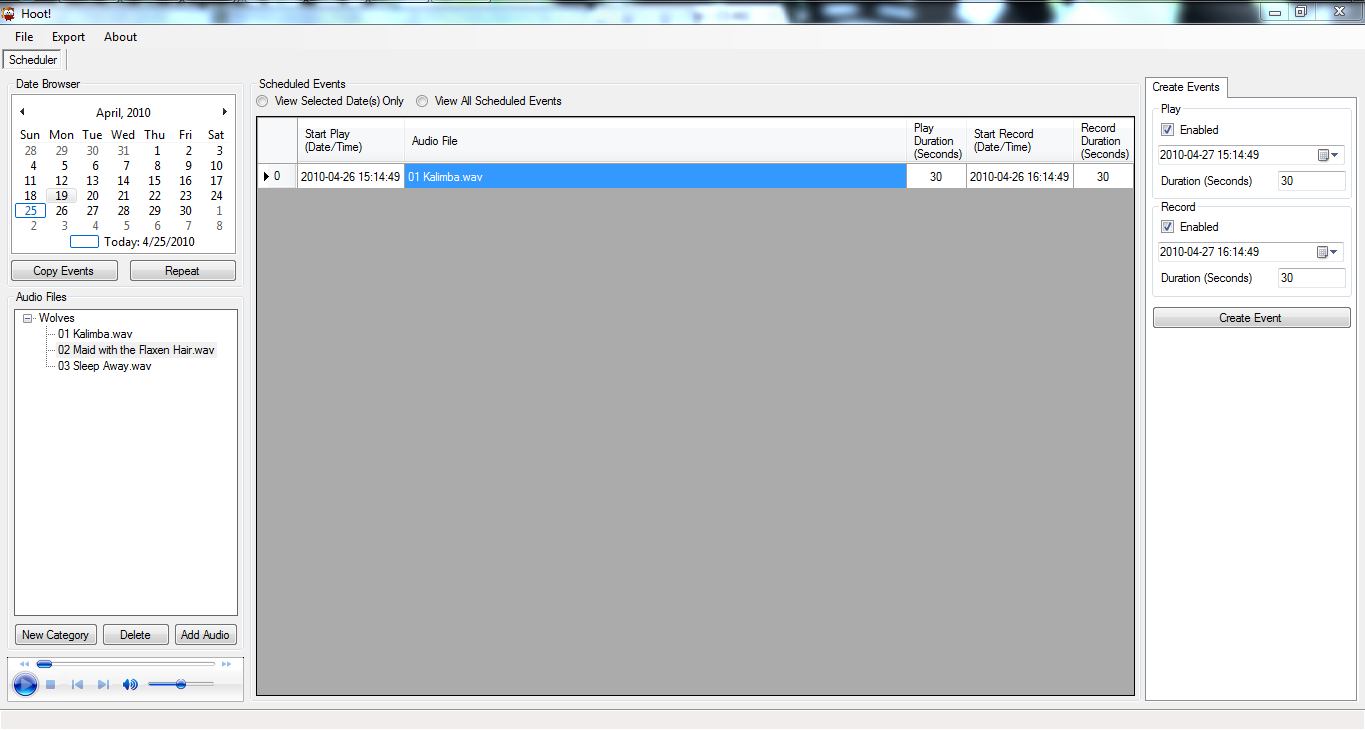 Hoot!
File Export About
Scheduler
Date Browser
April, 2010
Sun Mon Tue Wed Thu Fri Sat
28 29 30 31 1 2 3
4 5 6 7 8 9 10
11 12 13 14 15 16 17
18 19 20 21 22 23 24
25 26 27 28 29 30 1
2 3 4 5 6 7 8
Today: 4/25/2010
Copy Events Repeat
Audio Files
Wolves
01 Kalimba.wav
02 Maid with the Flaxen Hair.wav
03 Sleep Away.wav
New Category Delete Add Audio
Scheduled Events
View Selected Date(s) Only View All Scheduled Events
Start Play
(Date/Time)
Audio File
Play
Duration
(Seconds)
Start Record
(Date/Time)
Record
Duration
(Seconds)
0 2010-04-26 15:14:49 01 Kalimba.wav 30 2010-04-26 16:14:49 30
Create Events
Play
Enabled
2010-04-27 15:14:49
Duration (Seconds) 30
Record
Enabled
2010-04-27 16:14:49
Duration (Seconds) 30
Create Event